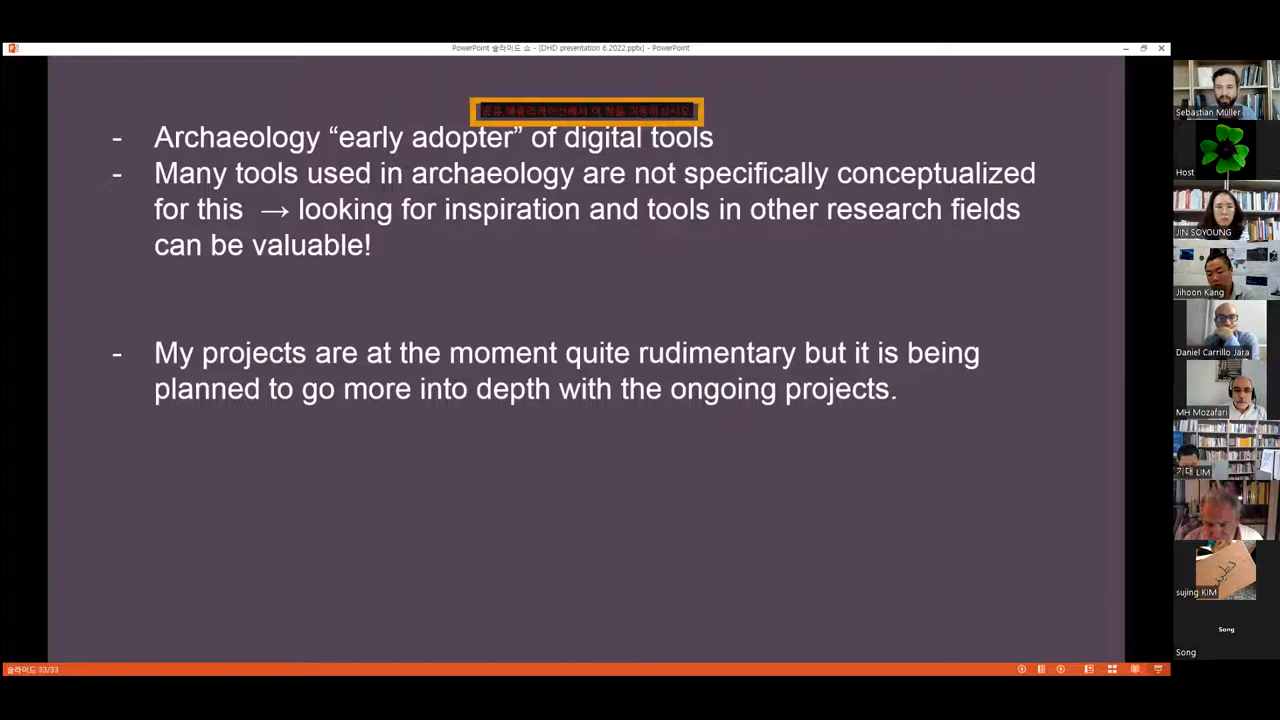 PowerPoint 슬라이드 쇼 - [DHD presentation 6.2022.pptx] - PowerPoint
- Archaeology “early adopter” of digital tools
- Many tools used in archaeology are not specifically conceptualized
for this → looking for inspiration and tools in other research fields
can be valuable!
- My projects are at the moment quite rudimentary but it is being
planned to go more into depth with the ongoing projects.
슬라이드 33/33
Sebastian Müller
Host
JIN SOYOUNG
Jihoon Kang
Daniel Carrillo Jara
MH Mozafari
기대 LIM
sujing KIM
Song
Song